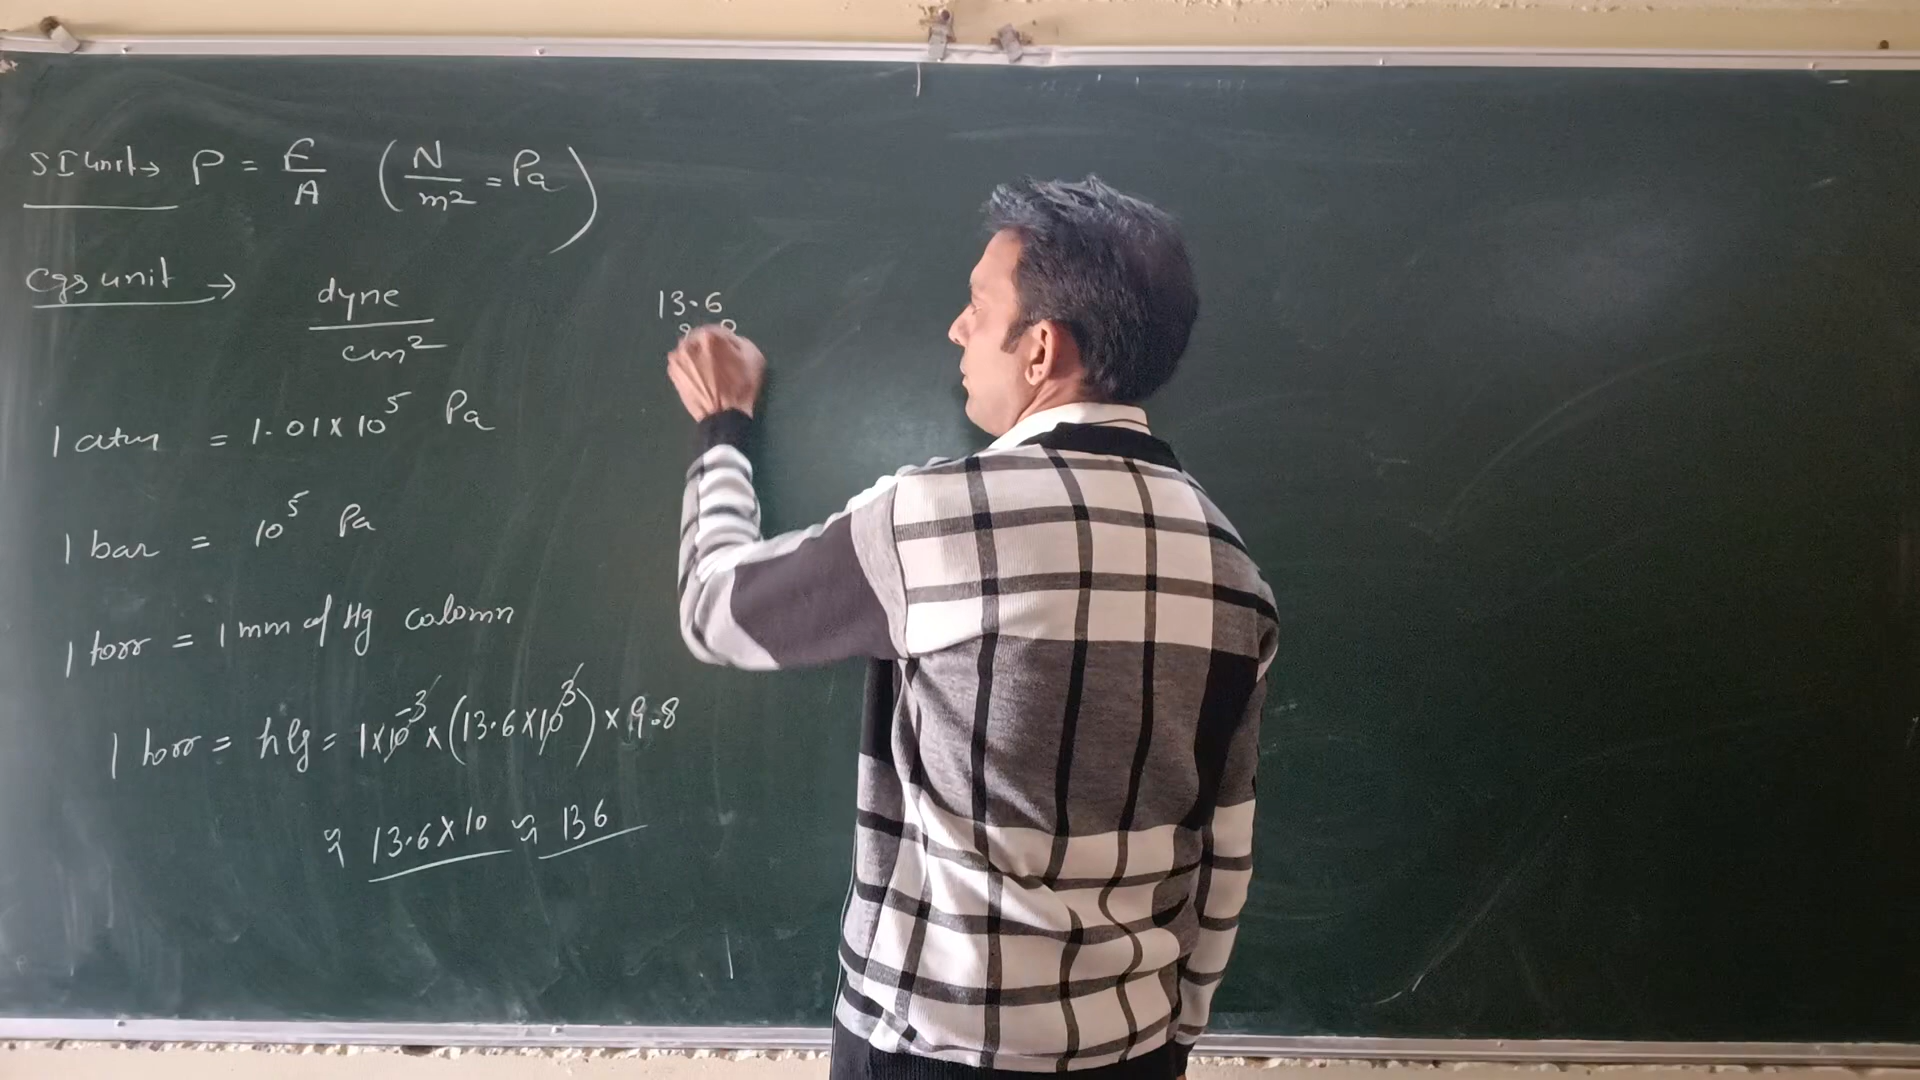 SI unit → P = F/A (N/m² = Pa)
Cgs unit → dyne/cm²
1 atm = 1.01×10⁵ Pa
1 bar = 10⁵ Pa
1 torr = 1 mm of Hg colomn
1 torr = hρg = 1×10⁻³×(13.6×10³)×9.8
≈ 13.6×10 ≈ 136
13.6